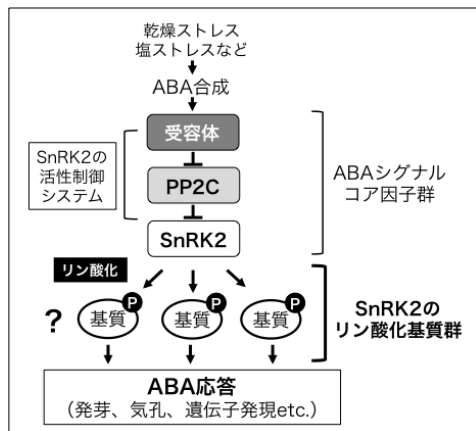 乾燥ストレス
塩ストレスなど
ABA合成
受容体
SnRK2の
活性制御
システム
PP2C
ABAシグナル
コア因子群
SnRK2
リン酸化
P
P
P
?
基質
基質
基質
SnRK2の
リン酸化基質群
ABA応答
（発芽、気孔、遺伝子発現etc.）